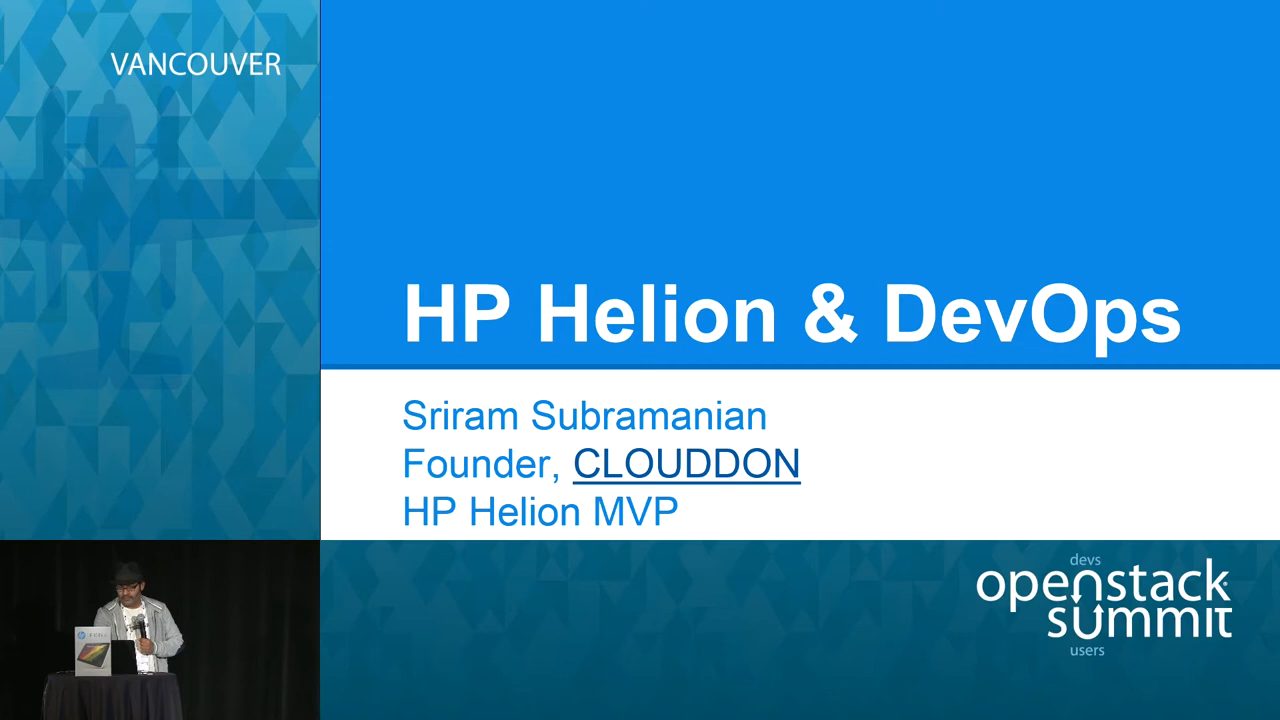 VANCOUVER
HP Helion & DevOps
Sriram Subramanian
Founder, CLOUDDON
HP Helion MVP
devs
openstack
summit
users